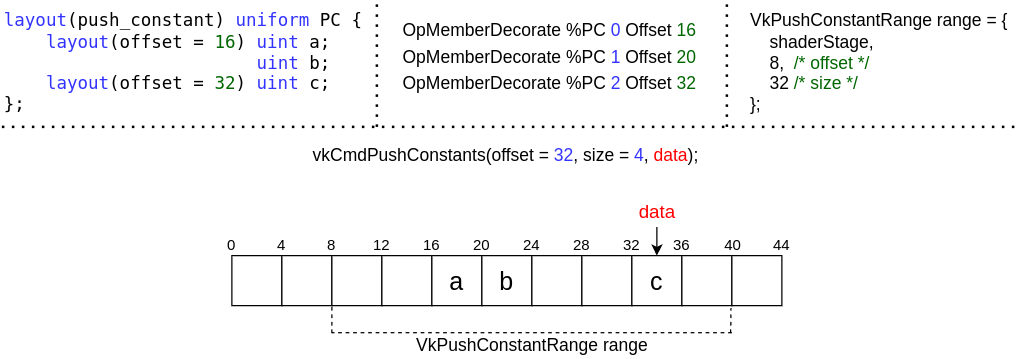 layout(push_constant) uniform PC {
    layout(offset = 16) uint a;
                        uint b;
    layout(offset = 32) uint c;
};
OpMemberDecorate %PC 0 Offset 16
OpMemberDecorate %PC 1 Offset 20
OpMemberDecorate %PC 2 Offset 32
VkPushConstantRange range = {
    shaderStage,
    8,  /* offset */
    32 /* size */
};
vkCmdPushConstants(offset = 32, size = 4, data);
data
0 4 8 12 16 20 24 28 32 36 40 44
a b c
VkPushConstantRange range